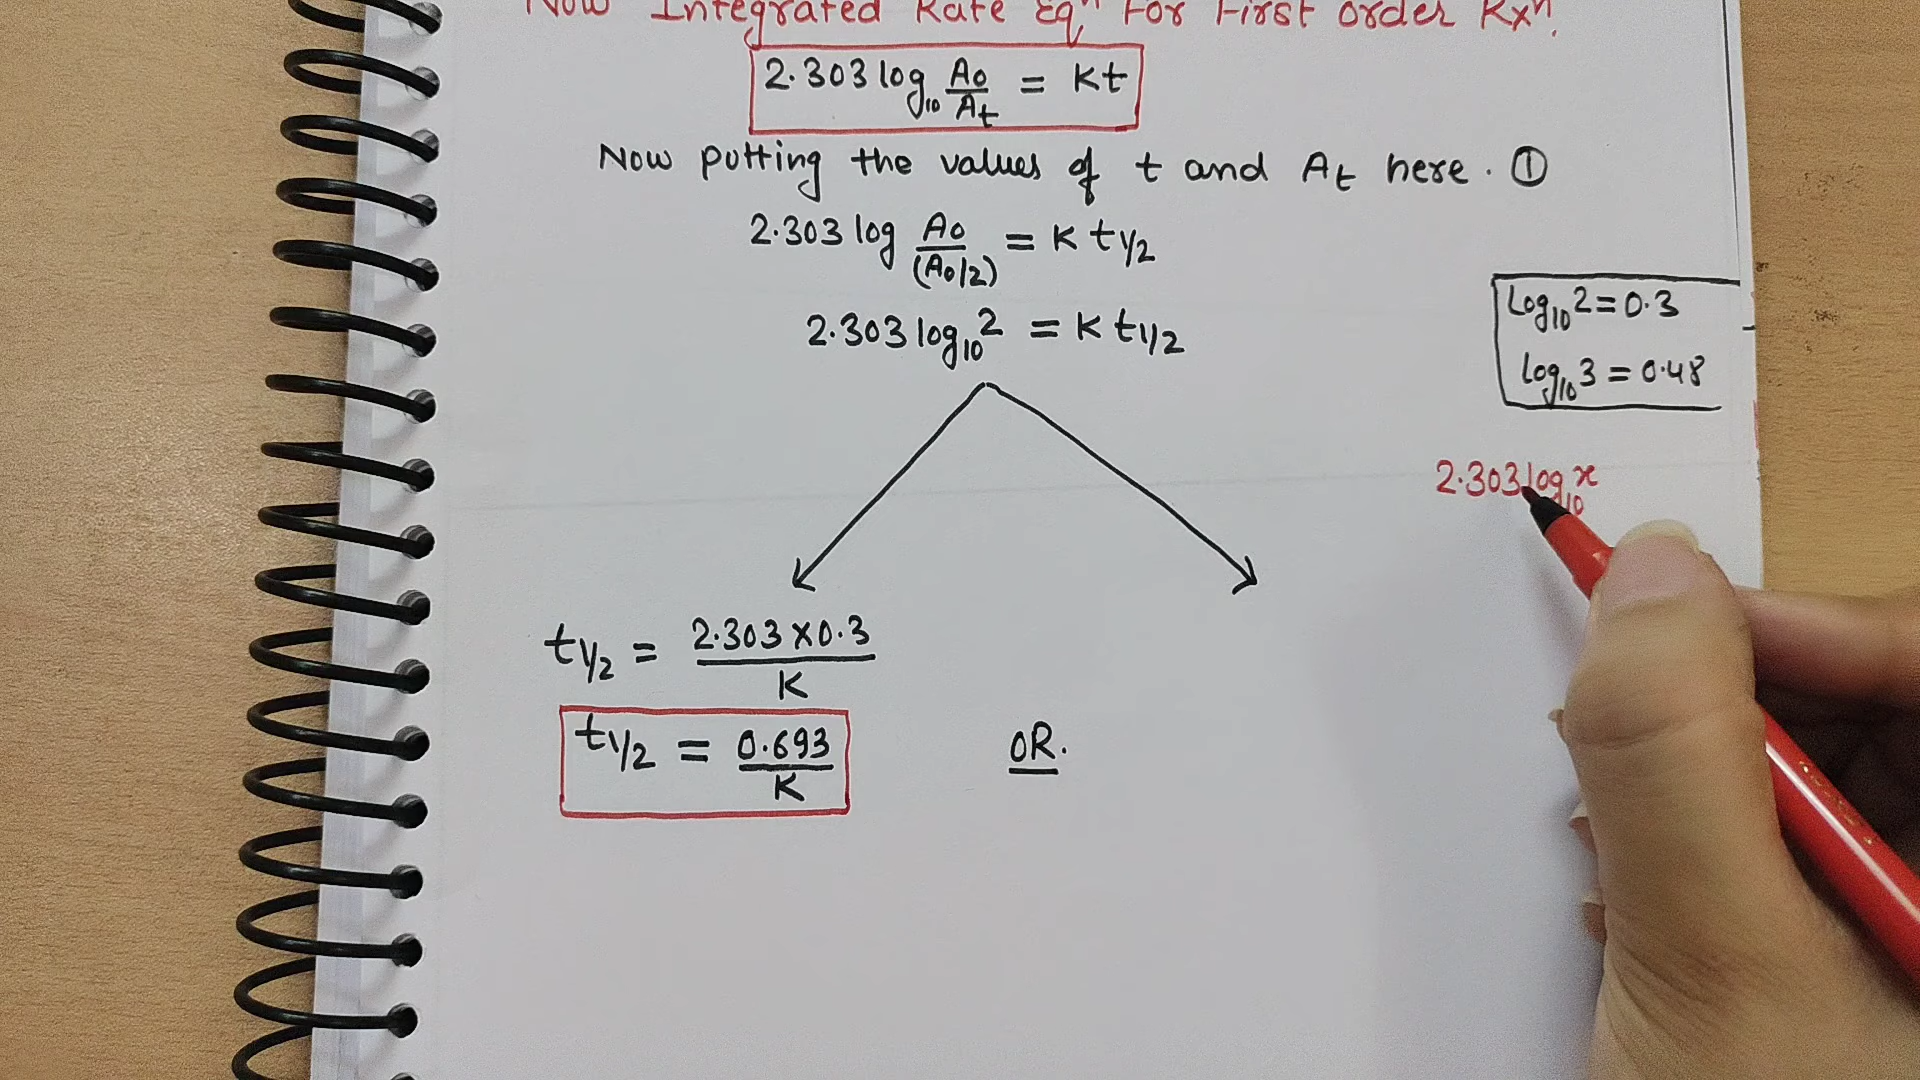 Now Integrated Rate Eqⁿ For First order Rxⁿ.
2.303 log₁₀ A₀/Aₜ = Kt
Now putting the values of t and Aₜ here. ①
2.303 log A₀/(A₀/2) = K t₁/₂
2.303 log₁₀ 2 = K t₁/₂
Log₁₀ 2 = 0.3
log₁₀ 3 = 0.48
2.303 log₁₀ x
t₁/₂ = 2.303 × 0.3 / K
t₁/₂ = 0.693 / K
OR.